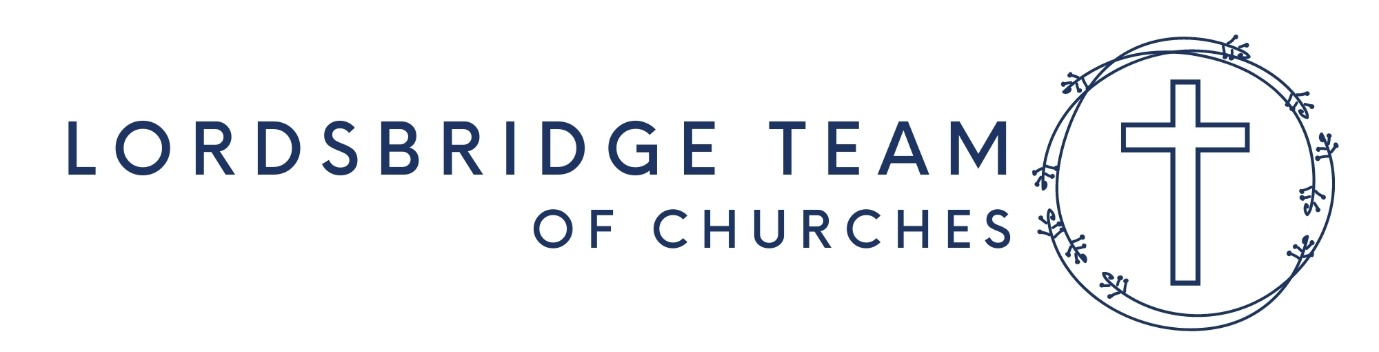 LORDSBRIDGE TEAM
OF CHURCHES